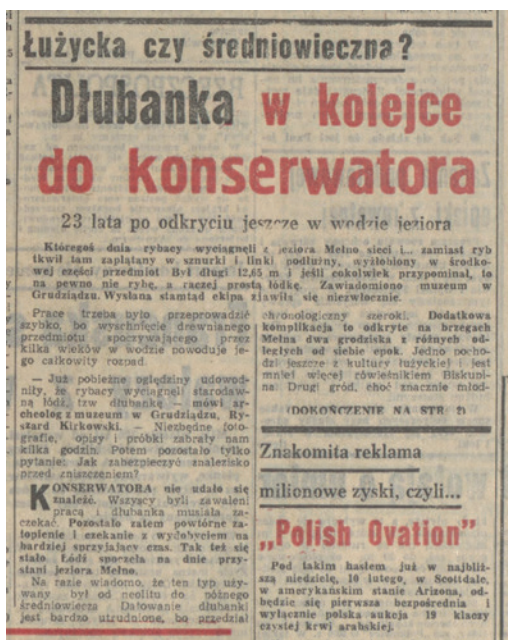 Łużycka czy średniowieczna?
Dłubanka w kolejce
do konserwatora
23 lata po odkryciu jeszcze w wodzie jeziora
Któregoś dnia rybacy wyciągnęli z jeziora Mełno sieci i... zamiast ryb
tkwił tam zaplątany w sznurki i linki podłużny, wyżłobiony w środko-
wej części przedmiot Był długi 12,65 m i jeśli cokolwiek przypominał, to
na pewno nie rybę, a raczej prostą łódkę. Zawiadomiono muzeum w
Grudziądzu. Wysłana stamtąd ekipa zjawiła się niezwłocznie.
Prace trzeba było przeprowadzić
szybko, bo wyschnięcie drewnianego
przedmiotu spoczywającego przez
kilka wieków w wodzie powoduje je-
go całkowity rozpad.
— Już pobieżne oględziny udowod-
niły, że rybacy wyciągnęli starodaw-
ną łódź, tzw dłubankę — mówi ar-
cheolog z muzeum w Grudziądzu, Ry-
szard Kirkowski. — Niezbędne foto-
grafie, opisy i próbki zabrały nam
kilka godzin. Potem pozostało tylko
pytanie: Jak zabezpieczyć znalezisko
przed zniszczeniem?
KONSERWATORA nie udało się
znaleźć. Wszyscy byli zawaleni
pracą i dłubanka musiała za-
czekać. Pozostało zatem powtórne za-
topienie i czekanie z wydobyciem na
bardziej sprzyjający czas. Tak też się
stało Łódź spoczęła na dnie przy-
stani jeziora Mełno.
Na razie wiadomo, że ten typ uży-
wany był od neolitu do późnego
średniowiecza Datowanie dłubanki
jest bardzo utrudnione, bo przedział
chronologiczny szeroki. Dodatkowa
komplikacja to odkryte na brzegach
Mełna dwa grodziska z różnych od-
ległych od siebie epok. Jedno pocho-
dzi jeszcze z kultury łużyckiej i jest
mniej więcej rówieśnikiem Biskupi-
na. Drugi gród, choć znacznie młod-
(DOKOŃCZENIE NA STR 2)
Znakomita reklama
milionowe zyski, czyli...
„Polish Ovation”
Pod takim hasłem już w najbliż-
szą niedzielę, 10 lutego, w Scottdale,
w amerykańskim stanie Arizona, od-
będzie się pierwsza bezpośrednia i
wyłącznie polska aukcja 19 klaczy
czystej krwi arabskiej.